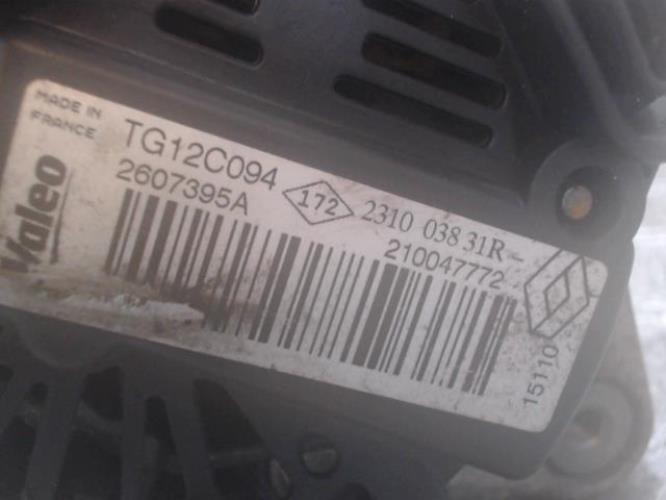 MADE IN
FRANCE
Valeo
TG12C094
2607395A
172
2310 038 31R-
210047772
15110